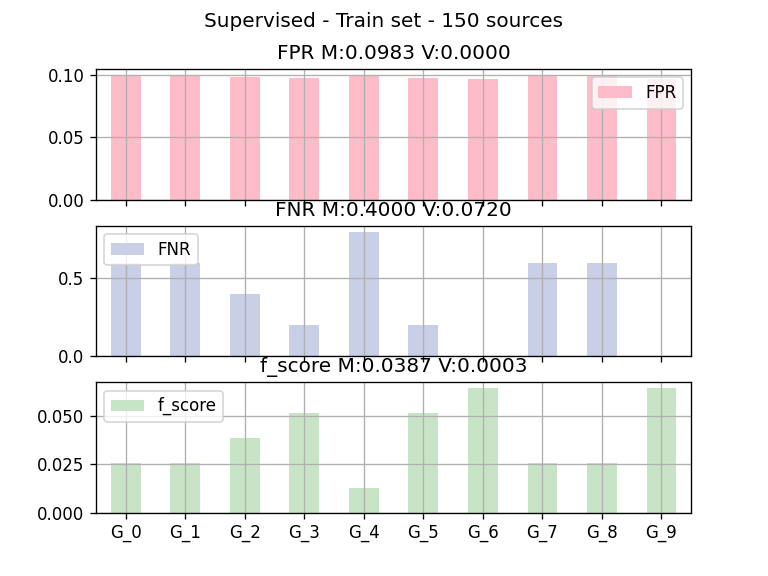 Supervised - Train set - 150 sources
FPR M:0.0983 V:0.0000
0.10
0.05
0.00
FPR
FNR M:0.4000 V:0.0720
0.5
0.0
FNR
f_score M:0.0387 V:0.0003
0.050
0.025
0.000
f_score
G_0 G_1 G_2 G_3 G_4 G_5 G_6 G_7 G_8 G_9